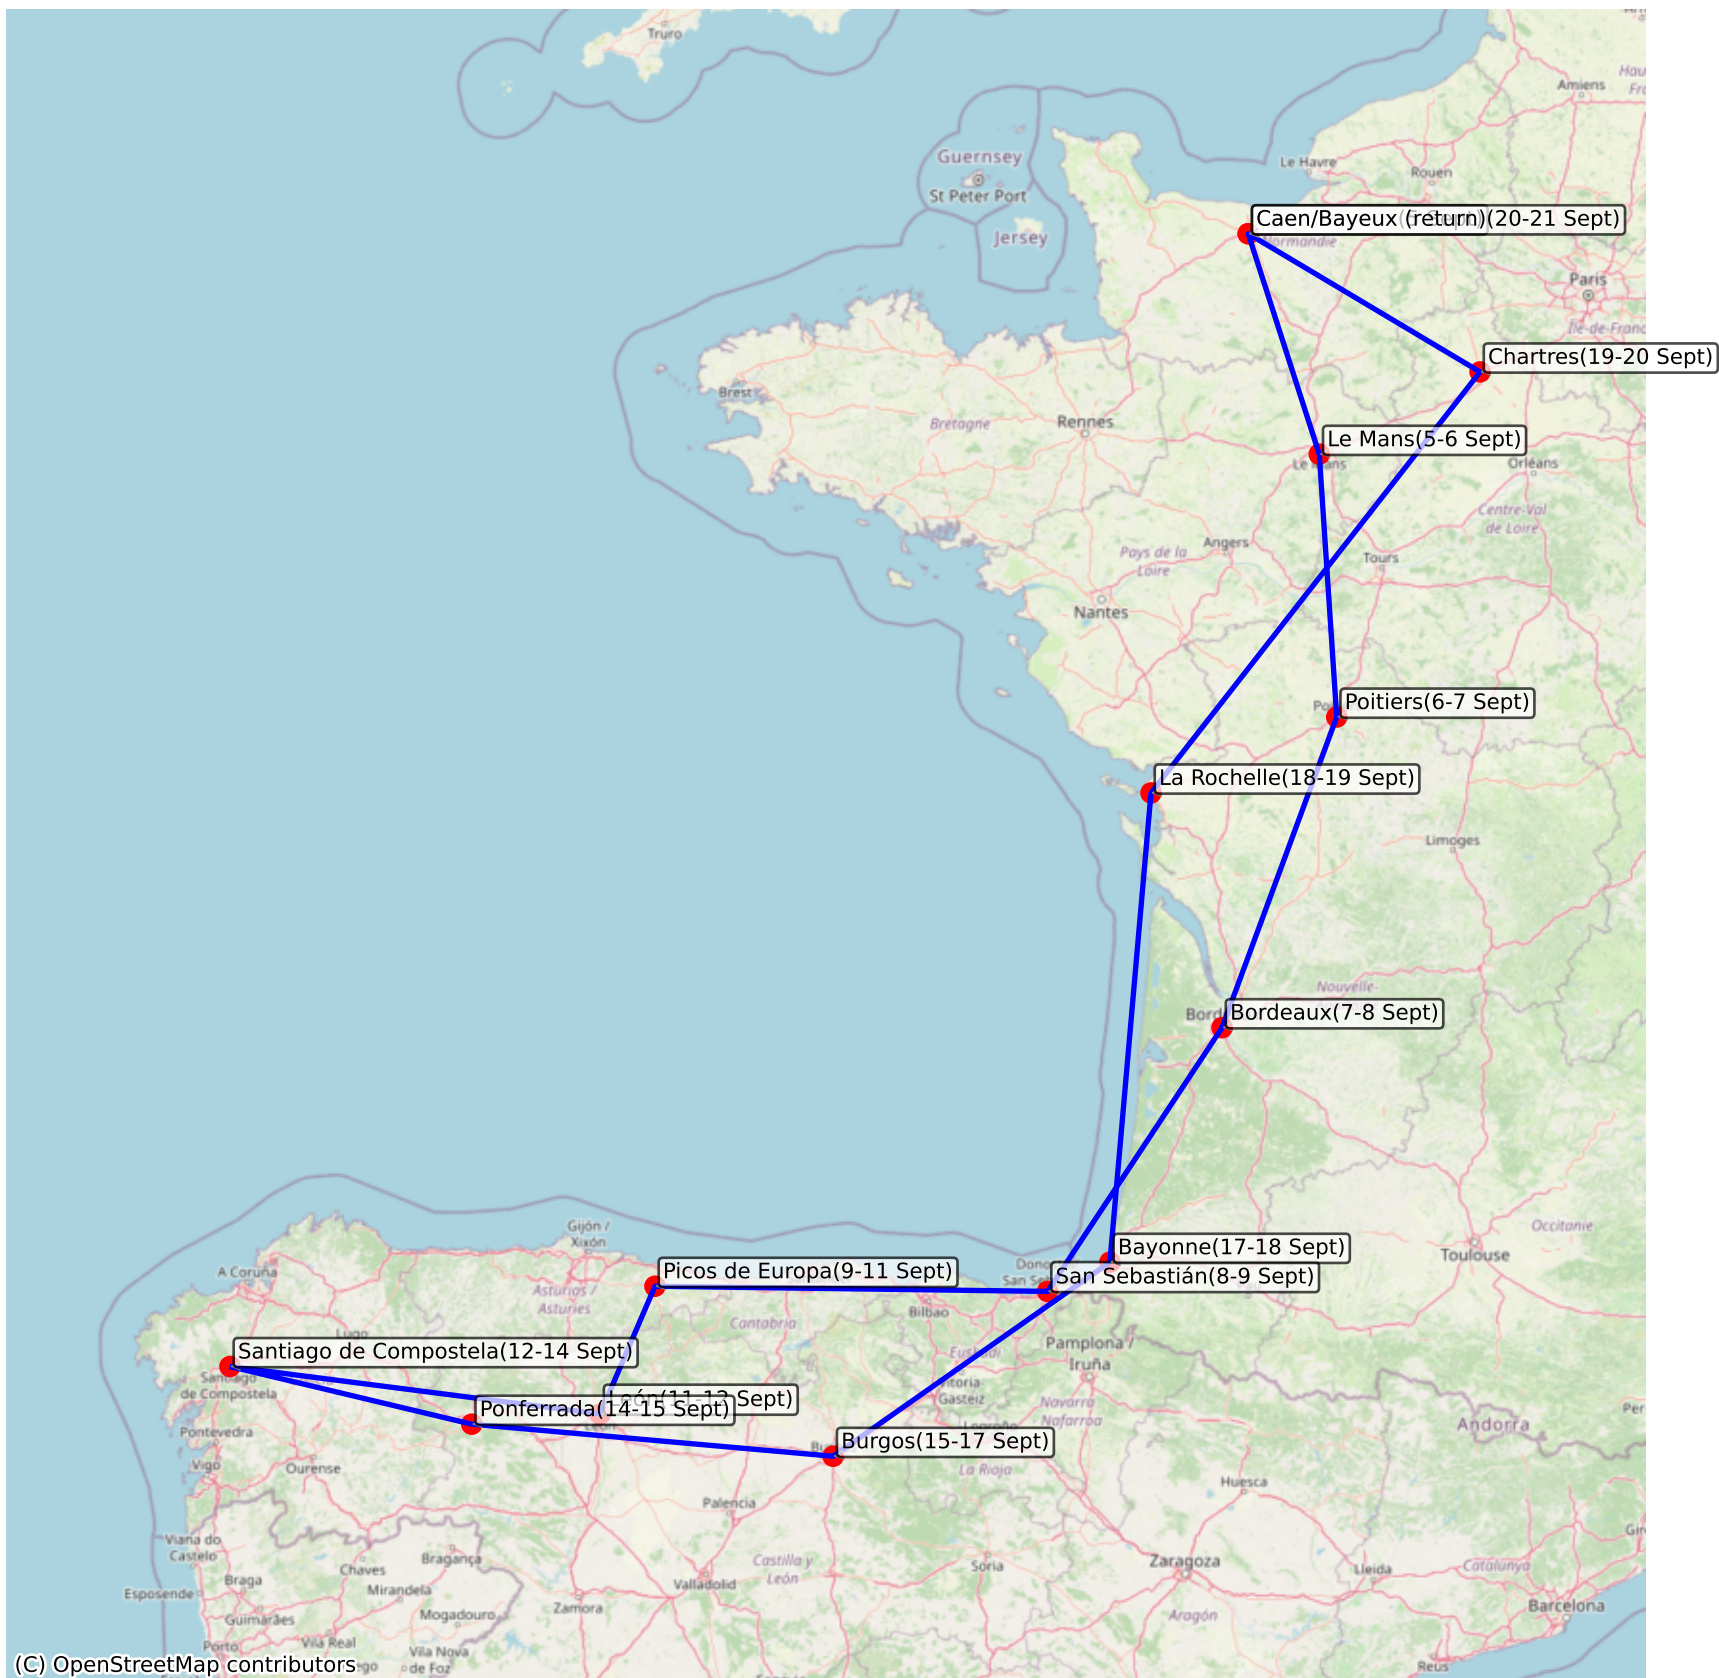 Truro
Amiens
Guernsey
St Peter Port
Jersey
Le Havre
Rouen
Caen/Bayeux (return)(20-21 Sept)
Normandie
Paris
Chartres(19-20 Sept)
Brest
Bretagne
Rennes
Le Mans(5-6 Sept)
Le Mans
Orléans
Centre-Val
de Loire
Angers
Pays de la
Loire
Tours
Nantes
Poitiers(6-7 Sept)
La Rochelle(18-19 Sept)
Limoges
Nouvelle-
Bordeaux(7-8 Sept)
Gijón /
Xixón
Bayonne(17-18 Sept)
Occitanie
Toulouse
A Coruña
Picos de Europa(9-11 Sept)
San Sebastián(8-9 Sept)
Asturias /
Asturies
Bilbao
Cantabria
Lugo
Pamplona /
Iruña
Euskadi
Santiago de Compostela(12-14 Sept)
Santiago
de Compostela
León(11-12 Sept)
Ponferrada(14-15 Sept)
León
Vitoria-
Gasteiz
Navarra
Nafarroa
Logroño
Andorra
Pontevedra
Burgos(15-17 Sept)
Vigo
Ourense
La Rioja
Huesca
Palencia
Viana do
Castelo
Bragança
Chaves
Castilla y
León
Soria
Zaragoza
Lleida
Catalunya
Braga
Mirandela
Valladolid
Esposende
Zamora
Barcelona
Guimarães
Mogadouro
Aragón
Porto
Vila Real
Vila Nova
de Foz
Reus
(C) OpenStreetMap contributors